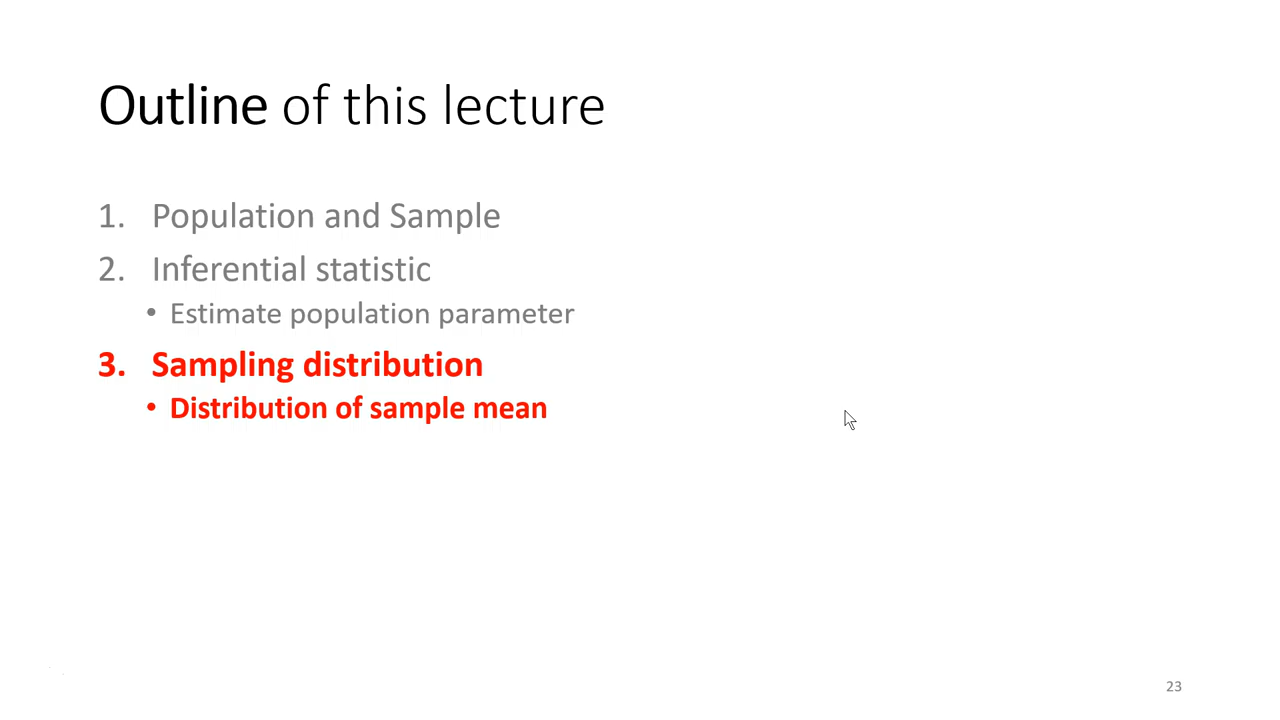 Outline of this lecture
1. Population and Sample
2. Inferential statistic
• Estimate population parameter
3. Sampling distribution
• Distribution of sample mean
23